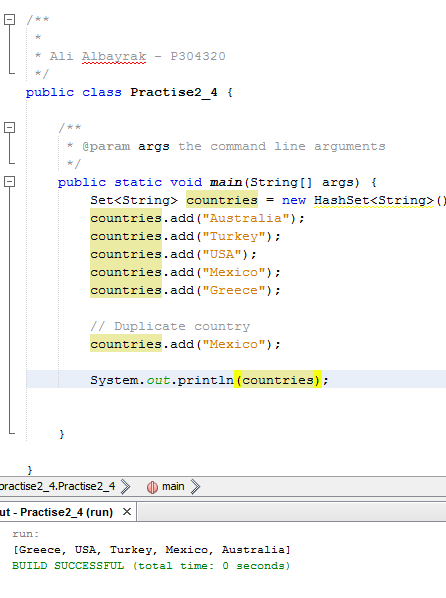 /**
*
* Ali Albayrak - P304320
*/
public class Practise2_4 {
/**
* @param args the command line arguments
*/
public static void main(String[] args) {
Set<String> countries = new HashSet<String>()
countries.add("Australia");
countries.add("Turkey");
countries.add("USA");
countries.add("Mexico");
countries.add("Greece");
// Duplicate country
countries.add("Mexico");
System.out.println(countries);
}
}
practise2_4.Practise2_4 main
ut - Practise2_4 (run) ×
run:
[Greece, USA, Turkey, Mexico, Australia]
BUILD SUCCESSFUL (total time: 0 seconds)